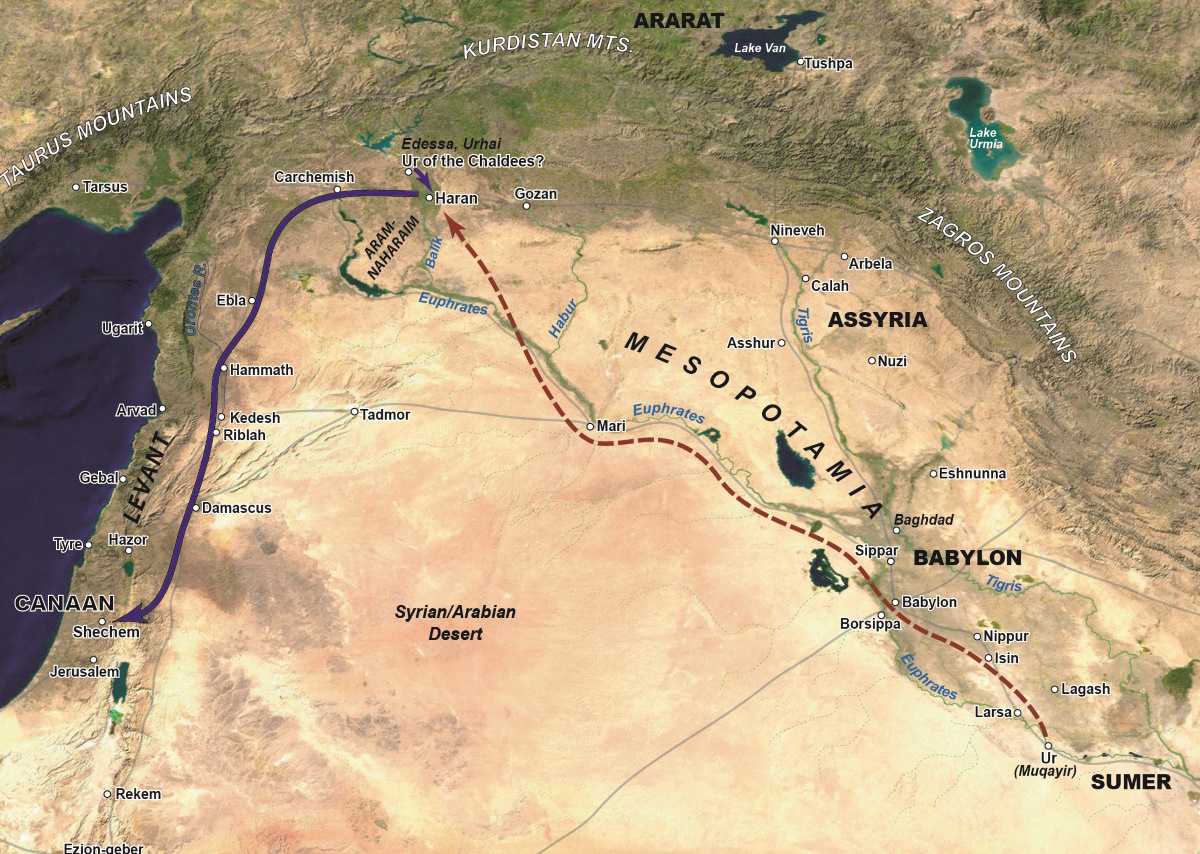 ARARAT
KURDISTAN MTS.
Lake Van
Tushpa
TAURUS MOUNTAINS
Lake
Urmia
Edessa, Urhai
Ur of the Chaldees?
Carchemish
Tarsus
Haran
Gozan
ZAGROS MOUNTAINS
ARAM-
NAHARAIM
Balik
Nineveh
Arbela
Calah
Orontes R.
Ebla
Euphrates
Habur
Tigris
ASSYRIA
Ugarit
MESOPOTAMIA
Asshur
Nuzi
Hammath
Arvad
Kedesh
Riblah
Tadmor
Euphrates
Mari
LEVANT
Gebal
Eshnunna
Damascus
Baghdad
Tyre
Hazor
Sippar
BABYLON
Tigris
CANAAN
Shechem
Syrian/Arabian
Desert
Babylon
Borsippa
Nippur
Isin
Jerusalem
Euphrates
Lagash
Larsa
Ur
(Muqayir)
SUMER
Rekem
Ezion-geber